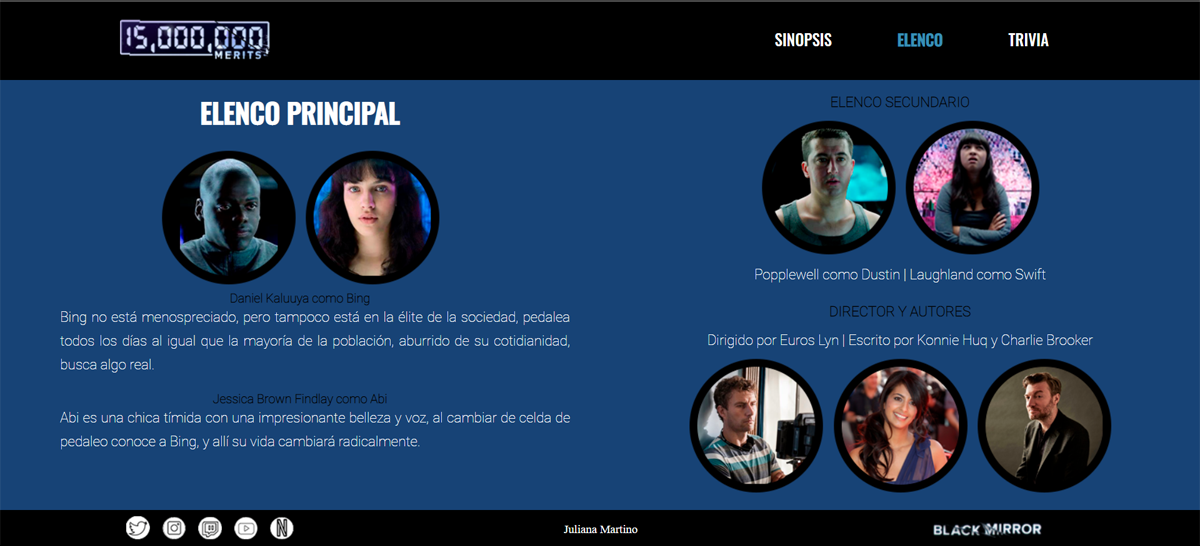 15,000,000
MERITS
SINOPSIS
ELENCO
TRIVIA
ELENCO PRINCIPAL
Daniel Kaluuya como Bing
Bing no está menospreciado, pero tampoco está en la élite de la sociedad, pedalea
todos los días al igual que la mayoría de la población, aburrido de su cotidianidad,
busca algo real.
Jessica Brown Findlay como Abi
Abi es una chica tímida con una impresionante belleza y voz, al cambiar de celda de
pedaleo conoce a Bing, y allí su vida cambiará radicalmente.
ELENCO SECUNDARIO
Popplewell como Dustin | Laughland como Swift
DIRECTOR Y AUTORES
Dirigido por Euros Lyn | Escrito por Konnie Huq y Charlie Brooker
N
Juliana Martino
BLACK MIRROR